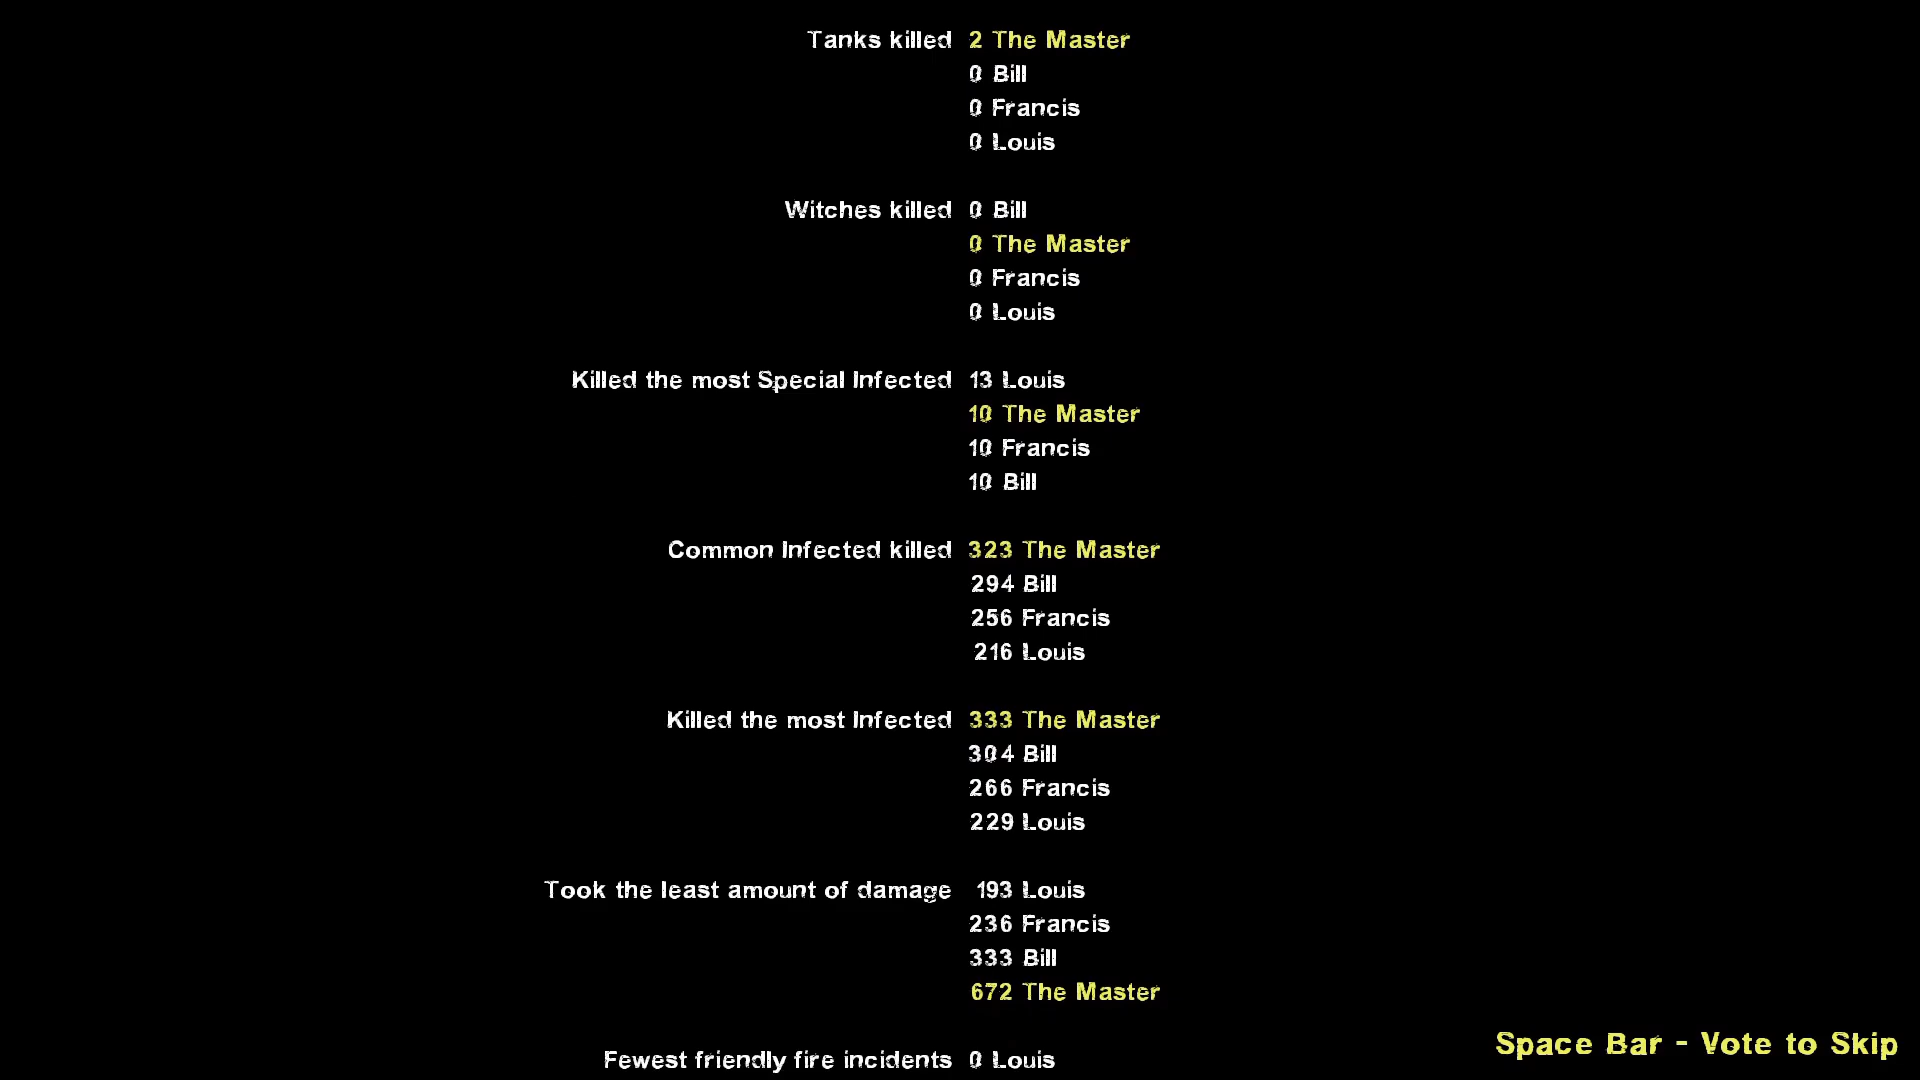 Tanks killed 2 The Master
0 Bill
0 Francis
0 Louis
Witches killed 0 Bill
0 The Master
0 Francis
0 Louis
Killed the most Special Infected 13 Louis
10 The Master
10 Francis
10 Bill
Common Infected killed 323 The Master
294 Bill
256 Francis
216 Louis
Killed the most Infected 333 The Master
304 Bill
266 Francis
229 Louis
Took the least amount of damage 193 Louis
236 Francis
333 Bill
672 The Master
Fewest friendly fire incidents 0 Louis
Space Bar - Vote to Skip